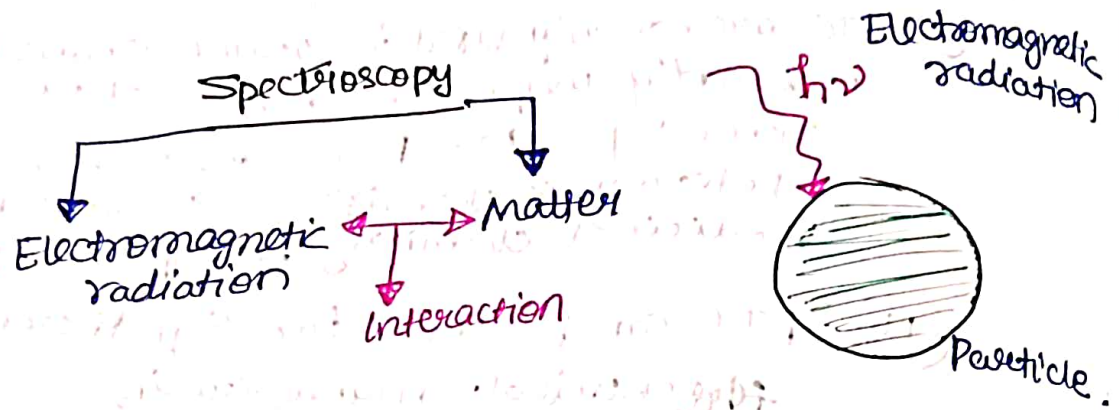 Spectroscopy
Electromagnetic
radiation
Matter
Interaction
Electromagnetic
radiation
hν
Particle.